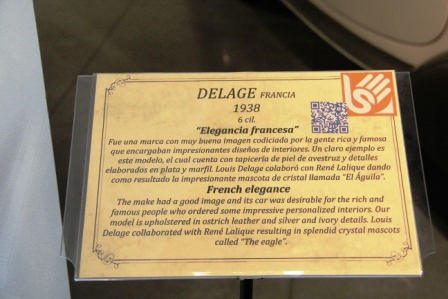 DELAGE FRANCIA
1938
6 cil.
"Elegancia francesa"
Fue una marca con muy buena imagen codiciada por la gente rica y famosa
que encargaban impresionantes diseños de interiores. Un claro ejemplo es
este modelo, el cual cuenta con tapicería de piel de avestruz y detalles
elaborados en plata y marfil. Louis Delage colaboró con René Lalique dando
como resultado la impresionante mascota de cristal llamada "El Águila".
French elegance
The make had a good image and its car was desirable for the rich and
famous people who ordered some impressive personalized interiors. Our
model is upholstered in ostrich leather and silver and ivory details. Louis
Delage collaborated with René Lalique resulting in splendid crystal mascots
called "The eagle".